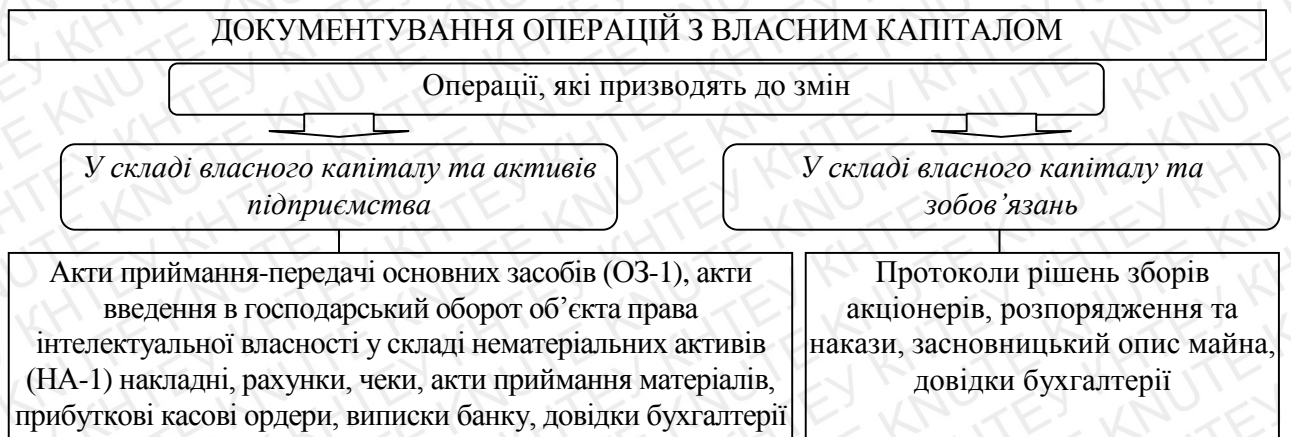 ДОКУМЕНТУВАННЯ ОПЕРАЦІЙ З ВЛАСНИМ КАПІТАЛОМ
Операції, які призводять до змін
У складі власного капіталу та активів
підприємства
У складі власного капіталу та
зобов’язань
Акти приймання-передачі основних засобів (ОЗ-1), акти
введення в господарський оборот об’єкта права
інтелектуальної власності у складі нематеріальних активів
(НА-1) накладні, рахунки, чеки, акти приймання матеріалів,
прибуткові касові ордери, виписки банку, довідки бухгалтерії
Протоколи рішень зборів
акціонерів, розпорядження та
накази, засновницький опис майна,
довідки бухгалтерії